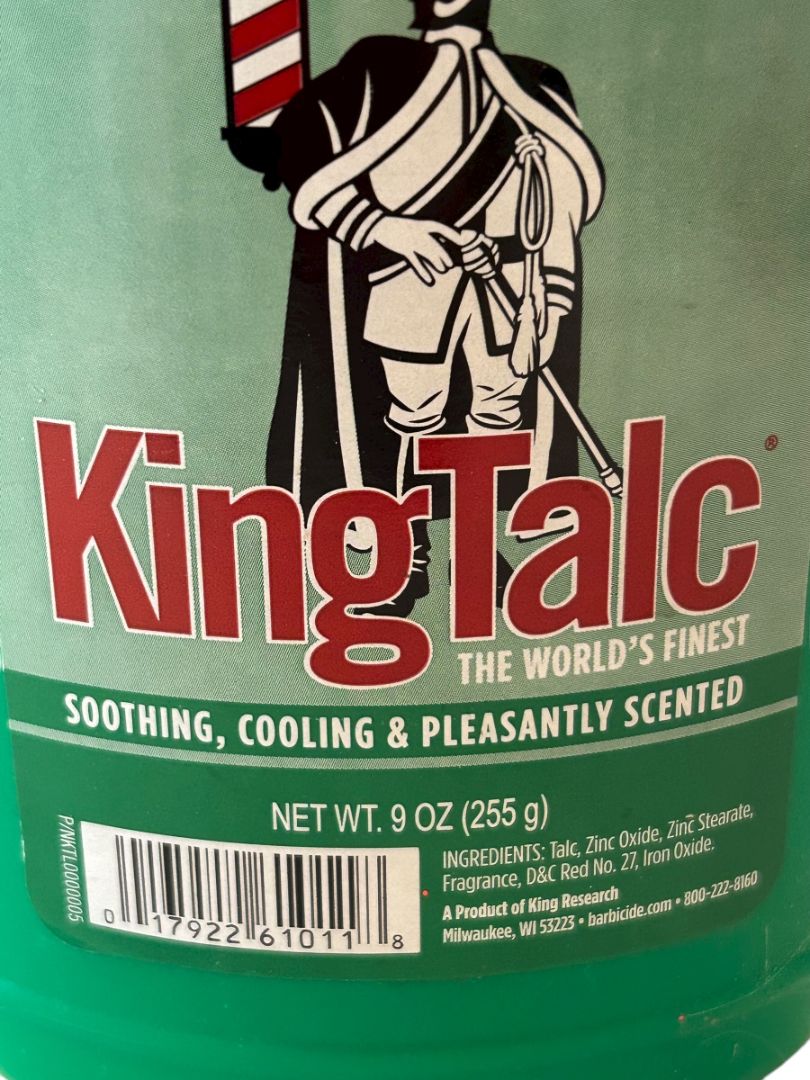 KingTalc®
THE WORLD'S FINEST
SOOTHING, COOLING & PLEASANTLY SCENTED
NET WT. 9 OZ (255 g)
P/NKTL0000005
0 17922 61011 8
INGREDIENTS: Talc, Zinc Oxide, Zinc Stearate,
Fragrance, D&C Red No. 27, Iron Oxide.
A Product of King Research
Milwaukee, WI 53223 • barbicide.com • 800-222-8160